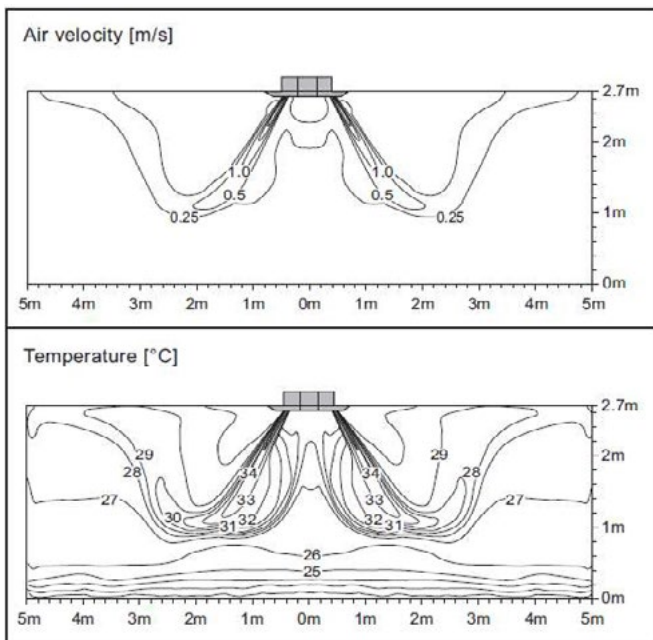 Air velocity [m/s]
2.7m
2m
1.0 1.0
0.5 0.5
0.25 0.25
1m
0m
5m 4m 3m 2m 1m 0m 1m 2m 3m 4m 5m
Temperature [°C]
2.7m
29 29
28 34 34 28 2m
27 33 33 27
30 32 32
31 31 1m
26
25
0m
5m 4m 3m 2m 1m 0m 1m 2m 3m 4m 5m